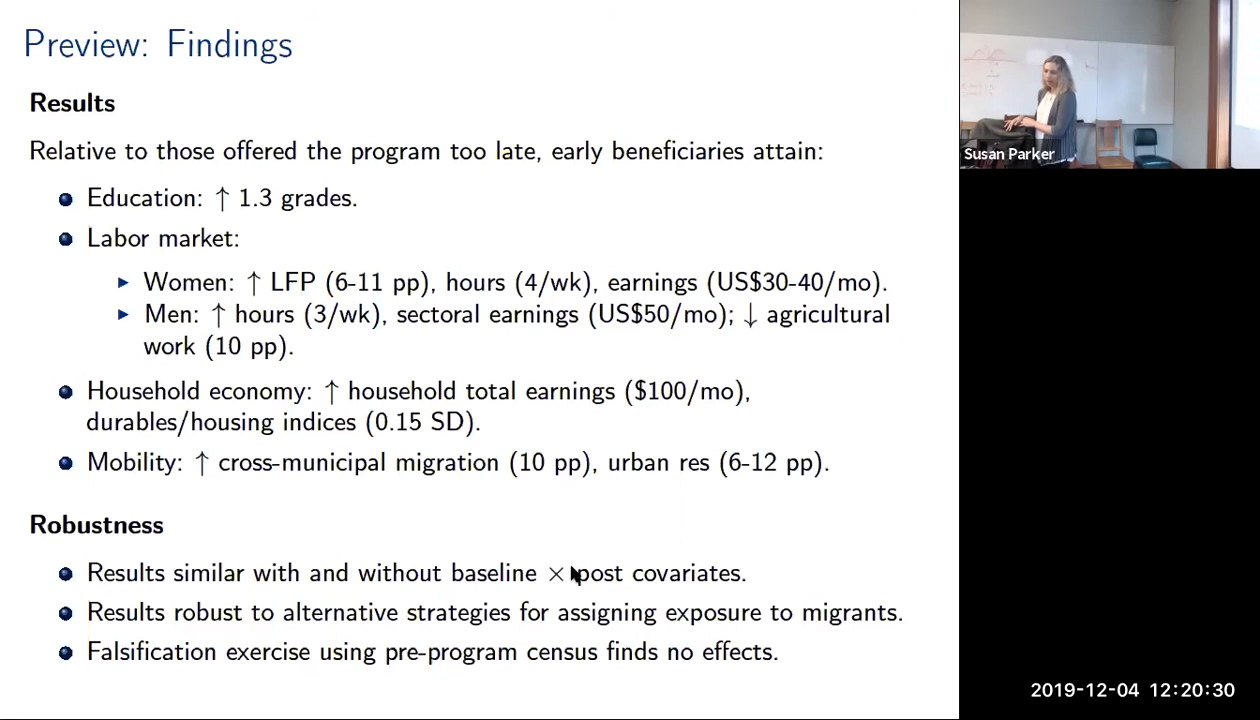 Preview: Findings
Results
Relative to those offered the program too late, early beneficiaries attain:
Education: ↑ 1.3 grades.
Labor market:
Women: ↑ LFP (6-11 pp), hours (4/wk), earnings (US$30-40/mo).
Men: ↑ hours (3/wk), sectoral earnings (US$50/mo); ↓ agricultural
work (10 pp).
Household economy: ↑ household total earnings ($100/mo),
durables/housing indices (0.15 SD).
Mobility: ↑ cross-municipal migration (10 pp), urban res (6-12 pp).
Robustness
Results similar with and without baseline × post covariates.
Results robust to alternative strategies for assigning exposure to migrants.
Falsification exercise using pre-program census finds no effects.
Susan Parker
2019-12-04 12:20:30